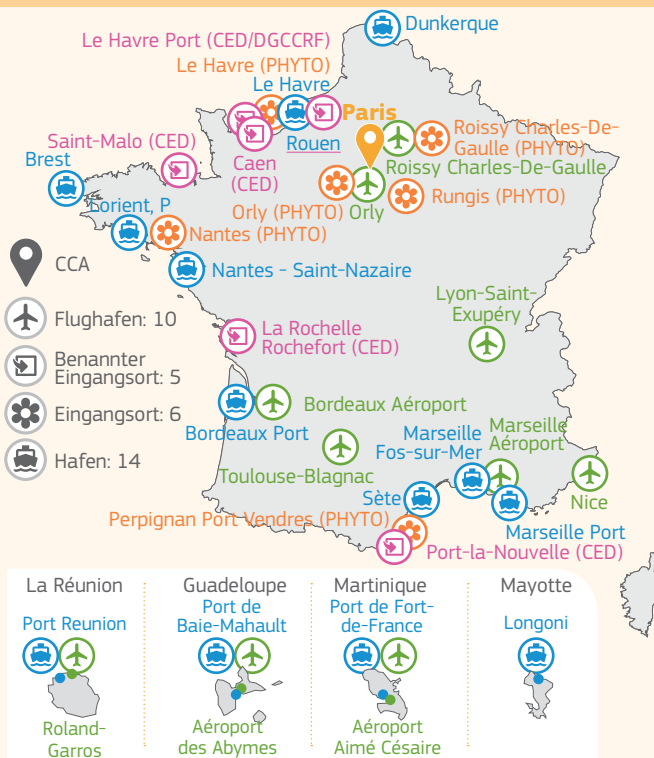 Dunkerque
Le Havre Port (CED/DGCCRF)
Le Havre (PHYTO)
Le Havre
Paris
Rouen
Roissy Charles-De-
Gaulle (PHYTO)
Roissy Charles-De-Gaulle
Saint-Malo (CED)
Caen
(CED)
Brest
Rungis (PHYTO)
Orly (PHYTO)
Orly
Lorient, P
Nantes (PHYTO)
CCA
Nantes - Saint-Nazaire
Flughafen: 10
Lyon-Saint-
Exupéry
La Rochelle
Rochefort (CED)
Benannter
Eingangsort: 5
Eingangsort: 6
Bordeaux Aéroport
Bordeaux Port
Marseille
Fos-sur-Mer
Marseille
Aéroport
Hafen: 14
Toulouse-Blagnac
Sète
Nice
Perpignan Port Vendres (PHYTO)
Marseille Port
Port-la-Nouvelle (CED)
La Réunion
Port Reunion
Roland-
Garros
Guadeloupe
Port de
Baie-Mahault
Aéroport
des Abymes
Martinique
Port de Fort-
de-France
Aéroport
Aimé Césaire
Mayotte
Longoni